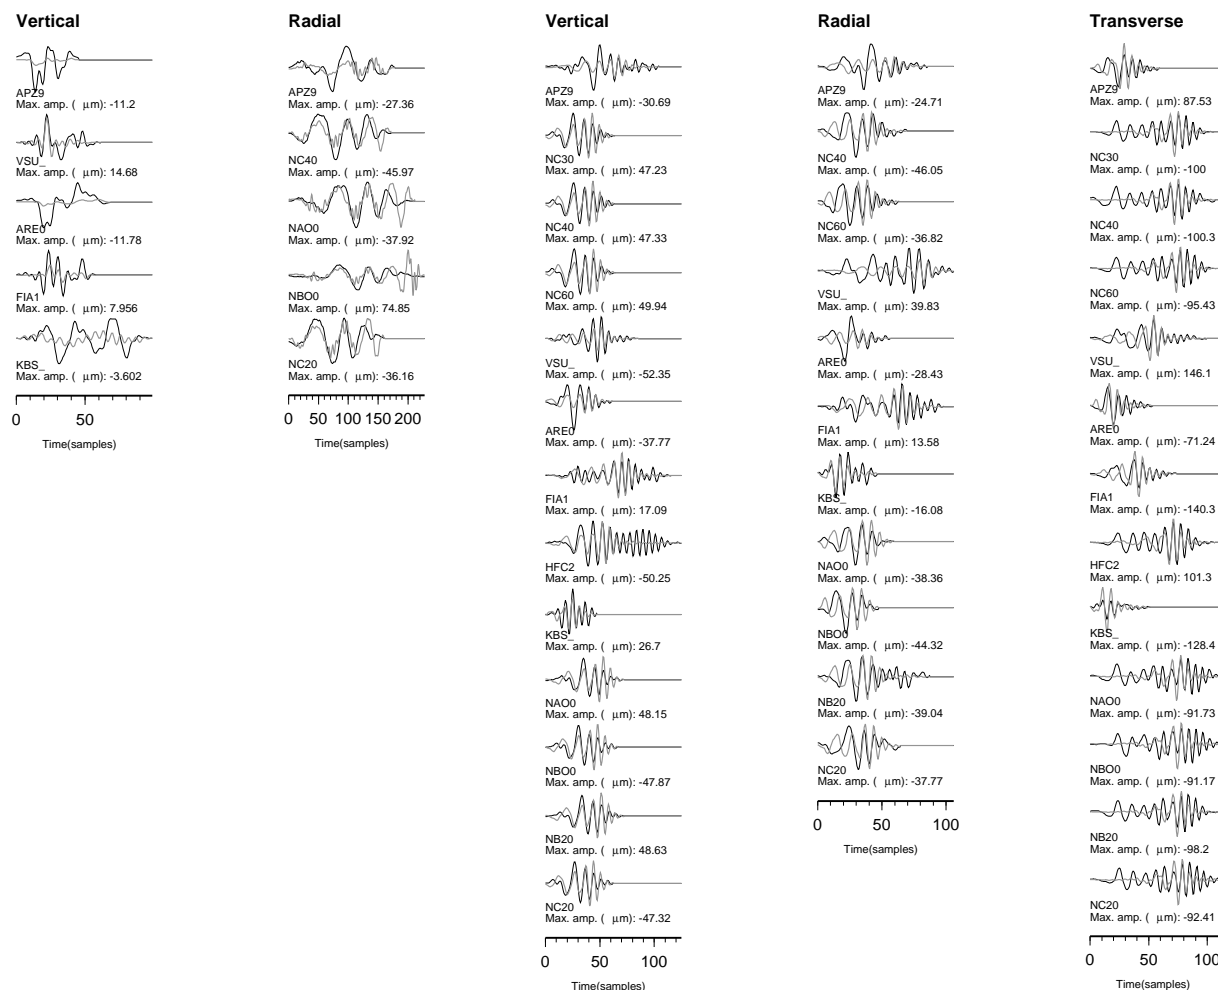 Vertical
APZ9
Max. amp. ( μm): -11.2
VSU_
Max. amp. ( μm): 14.68
ARE0
Max. amp. ( μm): -11.78
FIA1
Max. amp. ( μm): 7.956
KBS_
Max. amp. ( μm): -3.602
0 50
Time(samples)
Radial
APZ9
Max. amp. ( μm): -27.36
NC40
Max. amp. ( μm): -45.97
NAO0
Max. amp. ( μm): -37.92
NBO0
Max. amp. ( μm): 74.85
NC20
Max. amp. ( μm): -36.16
0 50 100 150 200
Time(samples)
Vertical
APZ9
Max. amp. ( μm): -30.69
NC30
Max. amp. ( μm): 47.23
NC40
Max. amp. ( μm): 47.33
NC60
Max. amp. ( μm): 49.94
VSU_
Max. amp. ( μm): -52.35
ARE0
Max. amp. ( μm): -37.77
FIA1
Max. amp. ( μm): 17.09
HFC2
Max. amp. ( μm): -50.25
KBS_
Max. amp. ( μm): 26.7
NAO0
Max. amp. ( μm): 48.15
NBO0
Max. amp. ( μm): -47.87
NB20
Max. amp. ( μm): 48.63
NC20
Max. amp. ( μm): -47.32
0 50 100
Time(samples)
Radial
APZ9
Max. amp. ( μm): -24.71
NC40
Max. amp. ( μm): -46.05
NC60
Max. amp. ( μm): -36.82
VSU_
Max. amp. ( μm): 39.83
ARE0
Max. amp. ( μm): -28.43
FIA1
Max. amp. ( μm): 13.58
KBS_
Max. amp. ( μm): -16.08
NAO0
Max. amp. ( μm): -38.36
NBO0
Max. amp. ( μm): -44.32
NB20
Max. amp. ( μm): -39.04
NC20
Max. amp. ( μm): -37.77
0 50 100
Time(samples)
Transverse
APZ9
Max. amp. ( μm): 87.53
NC30
Max. amp. ( μm): -100
NC40
Max. amp. ( μm): -100.3
NC60
Max. amp. ( μm): -95.43
VSU_
Max. amp. ( μm): 146.1
ARE0
Max. amp. ( μm): -71.24
FIA1
Max. amp. ( μm): -140.3
HFC2
Max. amp. ( μm): 101.3
KBS_
Max. amp. ( μm): -128.4
NAO0
Max. amp. ( μm): -91.73
NBO0
Max. amp. ( μm): -91.17
NB20
Max. amp. ( μm): -98.2
NC20
Max. amp. ( μm): -92.41
0 50 100
Time(samples)